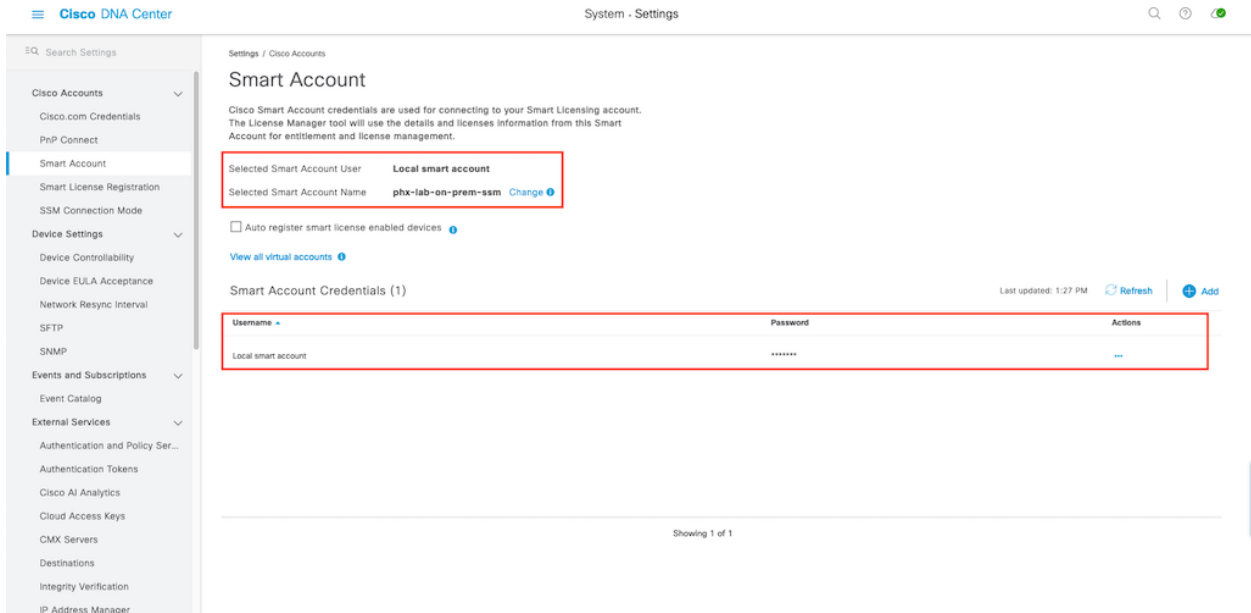 Cisco DNA Center
System · Settings
Search Settings
Cisco Accounts
Cisco.com Credentials
PnP Connect
Smart Account
Smart License Registration
SSM Connection Mode
Device Settings
Device Controllability
Device EULA Acceptance
Network Resync Interval
SFTP
SNMP
Events and Subscriptions
Event Catalog
External Services
Authentication and Policy Ser...
Authentication Tokens
Cisco AI Analytics
Cloud Access Keys
CMX Servers
Destinations
Integrity Verification
IP Address Manager
Settings / Cisco Accounts
Smart Account
Cisco Smart Account credentials are used for connecting to your Smart Licensing account.
The License Manager tool will use the details and licenses information from this Smart
Account for entitlement and license management.
Selected Smart Account User Local smart account
Selected Smart Account Name phx-lab-on-prem-ssm Change
Auto register smart license enabled devices
View all virtual accounts
Smart Account Credentials (1) Last updated: 1:27 PM Refresh Add
Username Password Actions
Local smart account ******* ...
Showing 1 of 1